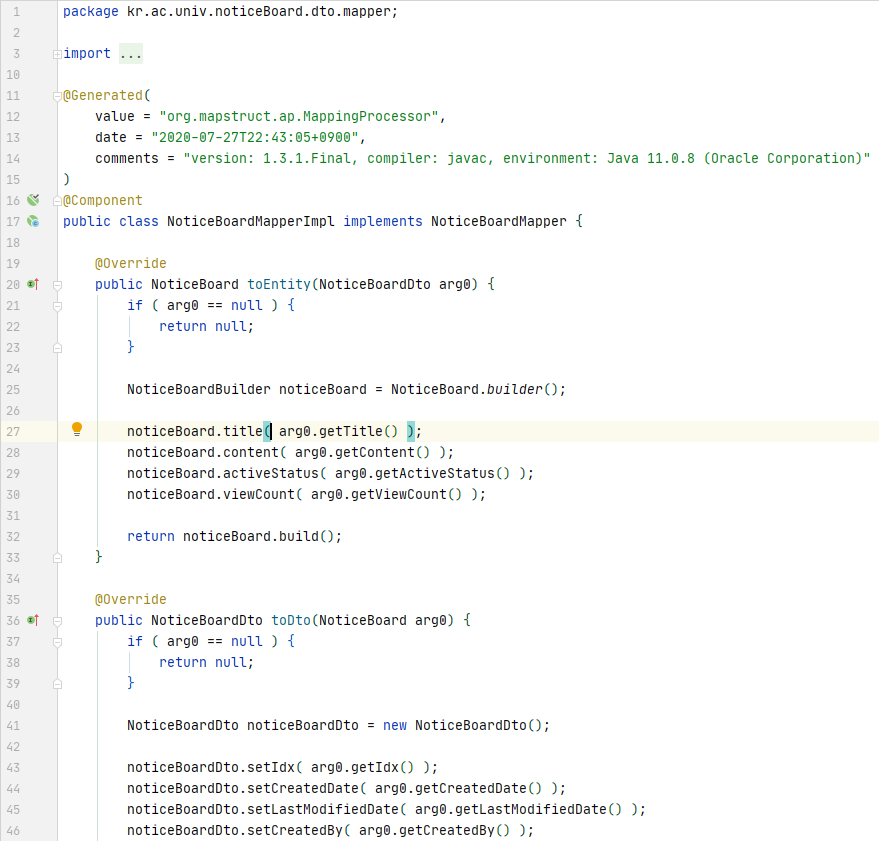 1 package kr.ac.univ.noticeBoard.dto.mapper;
2
3 import ...
10
11 @Generated(
12 value = "org.mapstruct.ap.MappingProcessor",
13 date = "2020-07-27T22:43:05+0900",
14 comments = "version: 1.3.1.Final, compiler: javac, environment: Java 11.0.8 (Oracle Corporation)"
15 )
16 @Component
17 public class NoticeBoardMapperImpl implements NoticeBoardMapper {
18
19 @Override
20 public NoticeBoard toEntity(NoticeBoardDto arg0) {
21 if ( arg0 == null ) {
22 return null;
23 }
24
25 NoticeBoardBuilder noticeBoard = NoticeBoard.builder();
26
27 noticeBoard.title( arg0.getTitle() );
28 noticeBoard.content( arg0.getContent() );
29 noticeBoard.activeStatus( arg0.getActiveStatus() );
30 noticeBoard.viewCount( arg0.getViewCount() );
31
32 return noticeBoard.build();
33 }
34
35 @Override
36 public NoticeBoardDto toDto(NoticeBoard arg0) {
37 if ( arg0 == null ) {
38 return null;
39 }
40
41 NoticeBoardDto noticeBoardDto = new NoticeBoardDto();
42
43 noticeBoardDto.setIdx( arg0.getIdx() );
44 noticeBoardDto.setCreatedDate( arg0.getCreatedDate() );
45 noticeBoardDto.setLastModifiedDate( arg0.getLastModifiedDate() );
46 noticeBoardDto.setCreatedBy( arg0.getCreatedBy() );